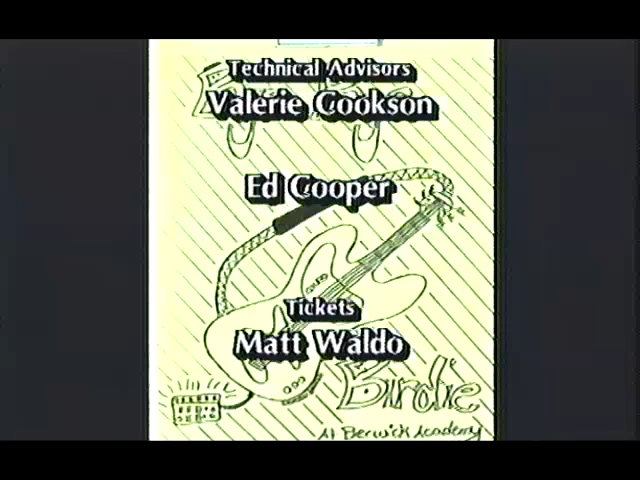 Technical Advisors
Valerie Cookson
Ed Cooper
Tickets
Matt Waldo
Birdie
At Berwick Academy